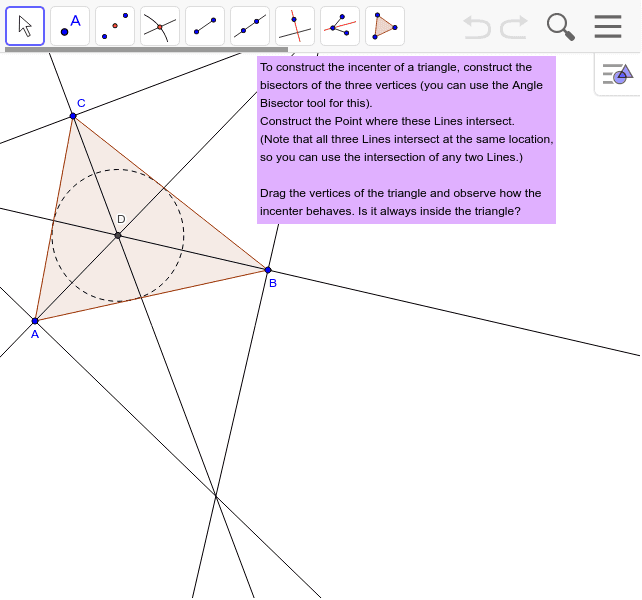 A
To construct the incenter of a triangle, construct the
bisectors of the three vertices (you can use the Angle
Bisector tool for this).
Construct the Point where these Lines intersect.
(Note that all three Lines intersect at the same location,
so you can use the intersection of any two Lines.)
Drag the vertices of the triangle and observe how the
incenter behaves. Is it always inside the triangle?
C
D
B
A